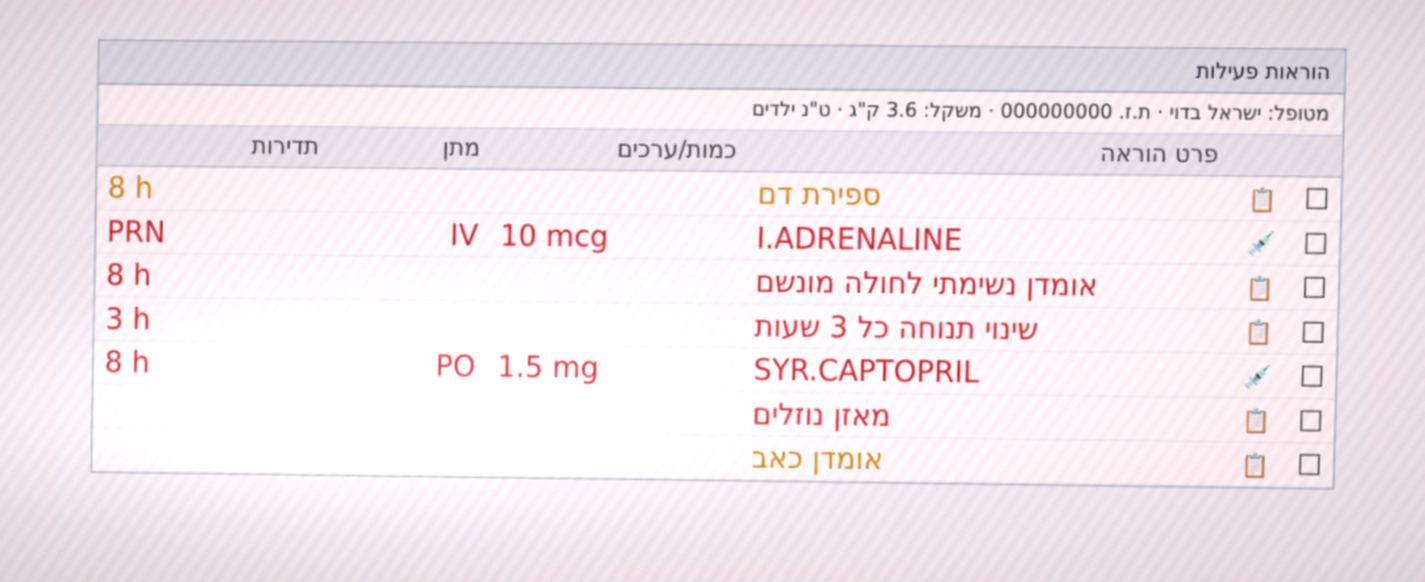 הוראות פעילות
מטופל: ישראל בדוי · ת.ז. 000000000 · משקל: 3.6 ק"ג · ט"נ ילדים
פרט הוראה כמות/ערכים מתן תדירות
ספירת דם 8 h
I.ADRENALINE 10 mcg IV PRN
אומדן נשימתי לחולה מונשם 8 h
שינוי תנוחה כל 3 שעות 3 h
SYR.CAPTOPRIL 1.5 mg PO 8 h
מאזן נוזלים
אומדן כאב